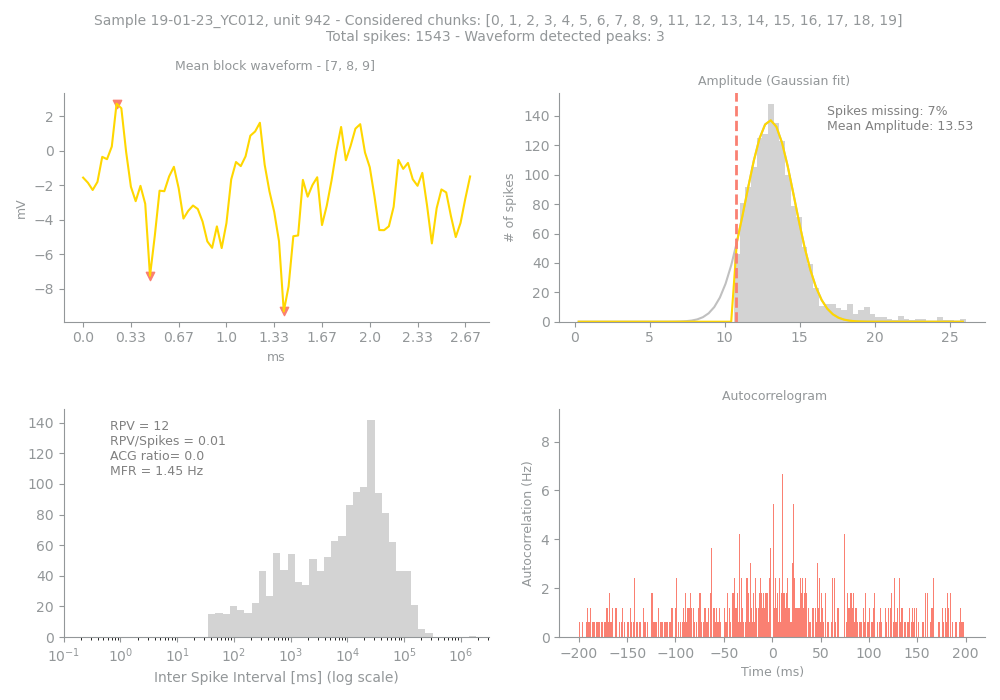 Sample 19-01-23_YC012, unit 942 - Considered chunks: [0, 1, 2, 3, 4, 5, 6, 7, 8, 9, 11, 12, 13, 14, 15, 16, 17, 18, 19]
Total spikes: 1543 - Waveform detected peaks: 3
Mean block waveform - [7, 8, 9]
mV
2
0
−2
−4
−6
−8
0.0 0.33 0.67 1.0 1.33 1.67 2.0 2.33 2.67
ms
Amplitude (Gaussian fit)
Spikes missing: 7%
Mean Amplitude: 13.53
# of spikes
140
120
100
80
60
40
20
0
0 5 10 15 20 25
RPV = 12
RPV/Spikes = 0.01
ACG ratio= 0.0
MFR = 1.45 Hz
140
120
100
80
60
40
20
0
10⁻¹ 10⁰ 10¹ 10² 10³ 10⁴ 10⁵ 10⁶
Inter Spike Interval [ms] (log scale)
Autocorrelogram
Autocorrelation (Hz)
8
6
4
2
0
−200 −150 −100 −50 0 50 100 150 200
Time (ms)